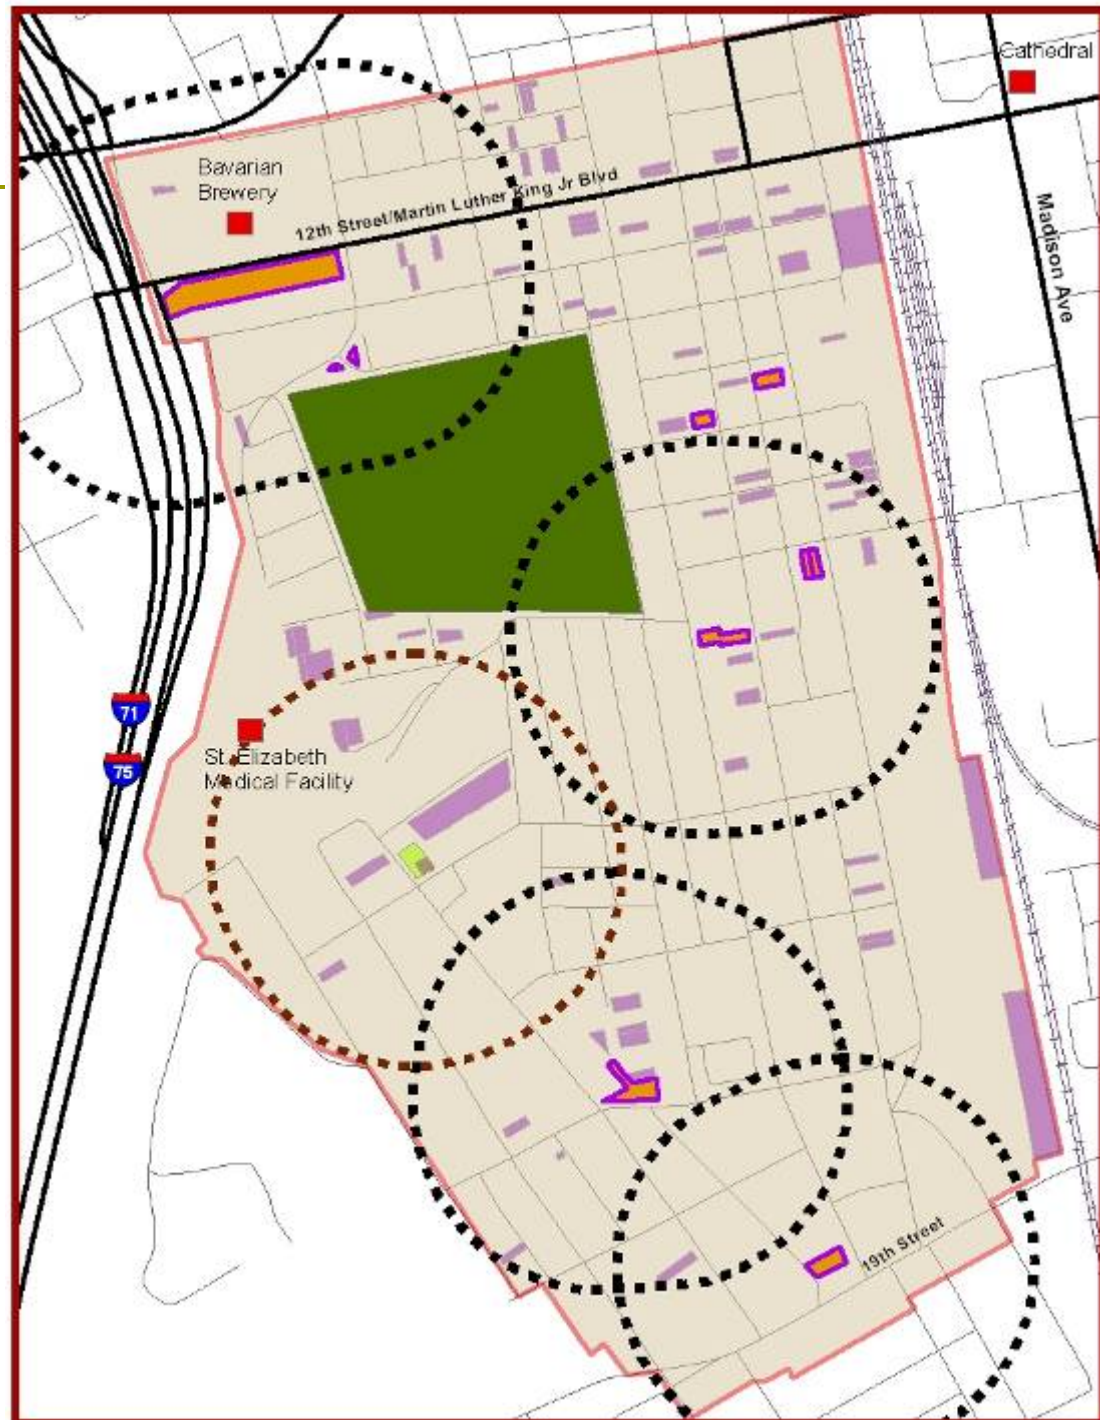 Cathedral
Bavarian
Brewery
12th Street/Martin Luther King Jr Blvd
Madison Ave
71
75
St. Elizabeth
Medical Facility
19th Street